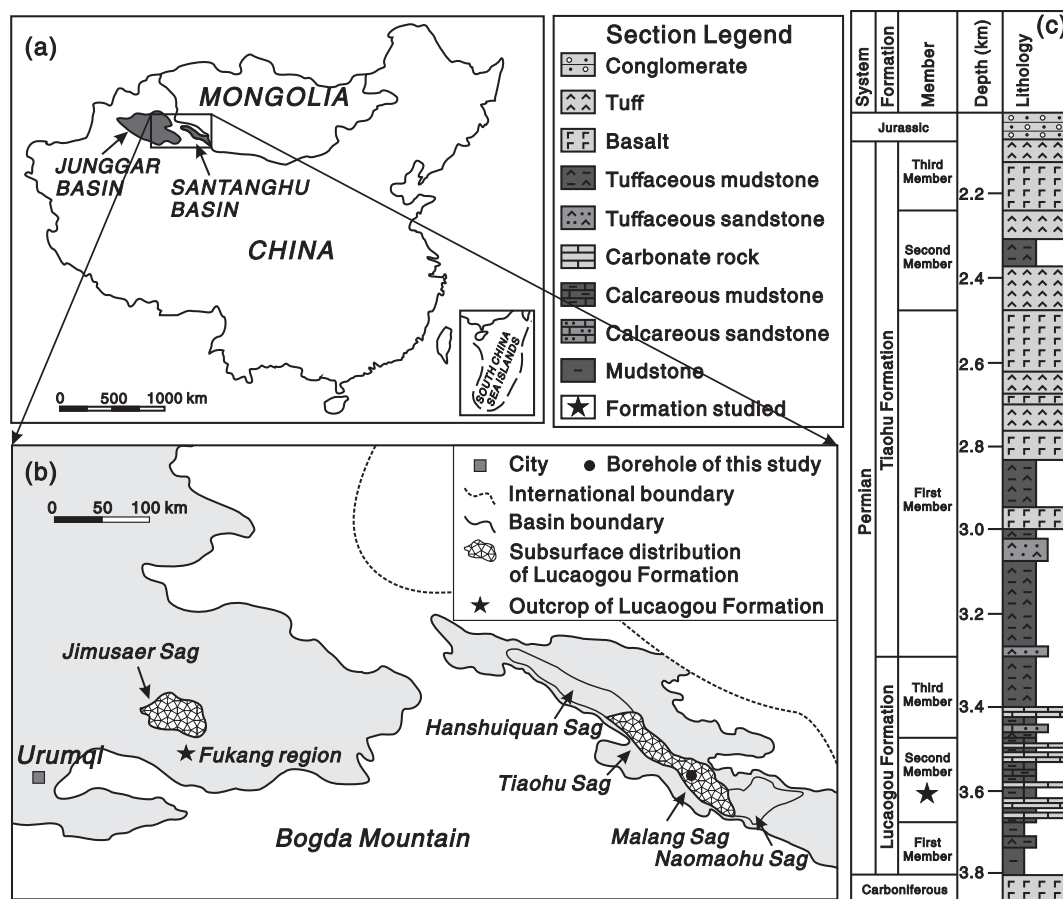 (a)
MONGOLIA
JUNGGAR
BASIN
SANTANGHU
BASIN
CHINA
SOUTH CHINA
SEA ISLANDS
0 500 1000 km
Section Legend
Conglomerate
Tuff
Basalt
Tuffaceous mudstone
Tuffaceous sandstone
Carbonate rock
Calcareous mudstone
Calcareous sandstone
Mudstone
Formation studied
(b)
0 50 100 km
City
Borehole of this study
International boundary
Basin boundary
Subsurface distribution
of Lucaogou Formation
Outcrop of Lucaogou Formation
Jimusaer Sag
Urumqi
Fukang region
Hanshuiquan Sag
Tiaohu Sag
Malang Sag
Naomaohu Sag
Bogda Mountain
(c)
System
Formation
Member
Depth (km)
Lithology
Jurassic
Permian
Tiaohu Formation
Third
Member
Second
Member
First
Member
Lucaogou Formation
Third
Member
Second
Member
First
Member
Carboniferous
2.2
2.4
2.6
2.8
3.0
3.2
3.4
3.6
3.8